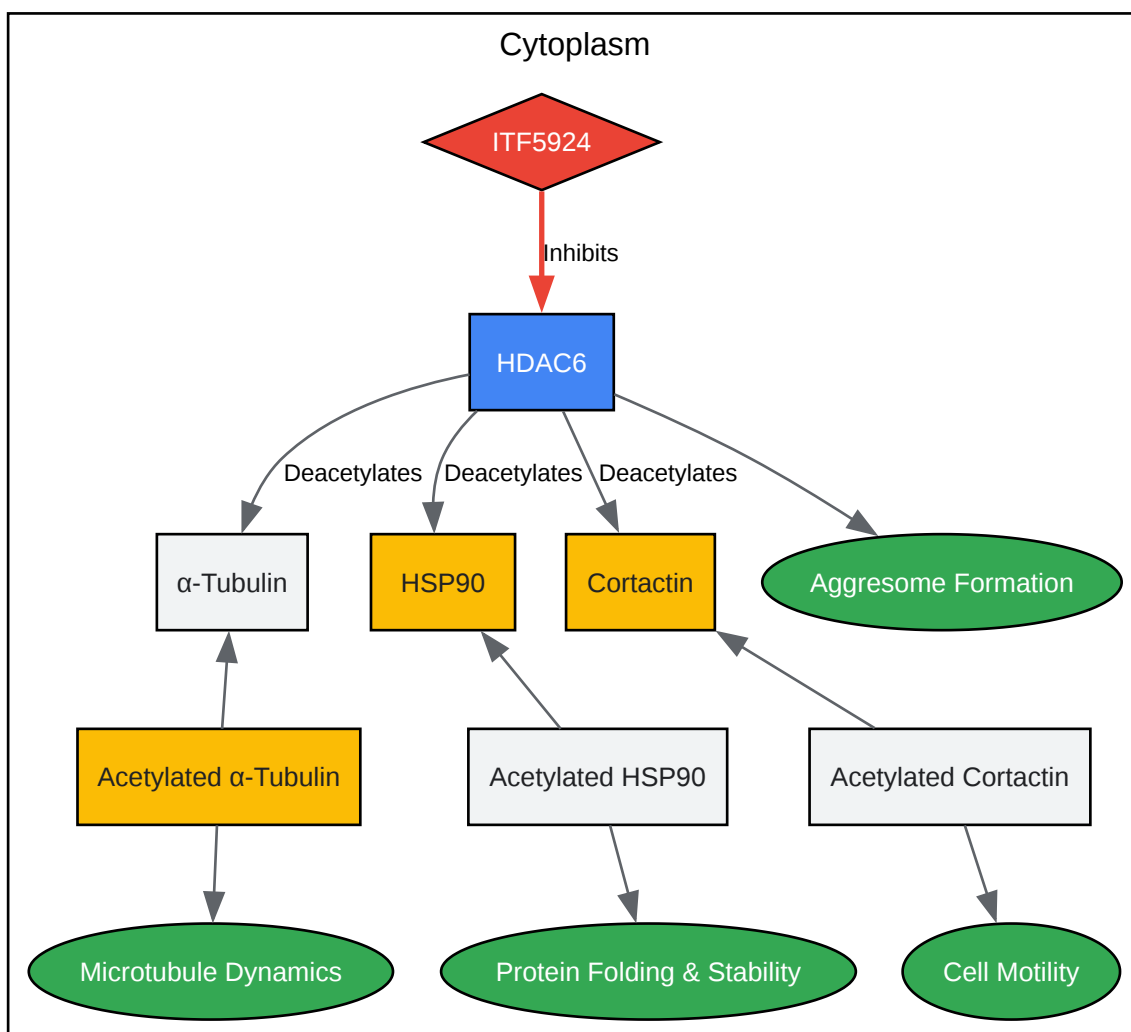 Cytoplasm
ITF5924
Inhibits
HDAC6
Deacetylates
Deacetylates
Deacetylates
α-Tubulin
HSP90
Cortactin
Aggresome Formation
Acetylated α-Tubulin
Acetylated HSP90
Acetylated Cortactin
Microtubule Dynamics
Protein Folding & Stability
Cell Motility